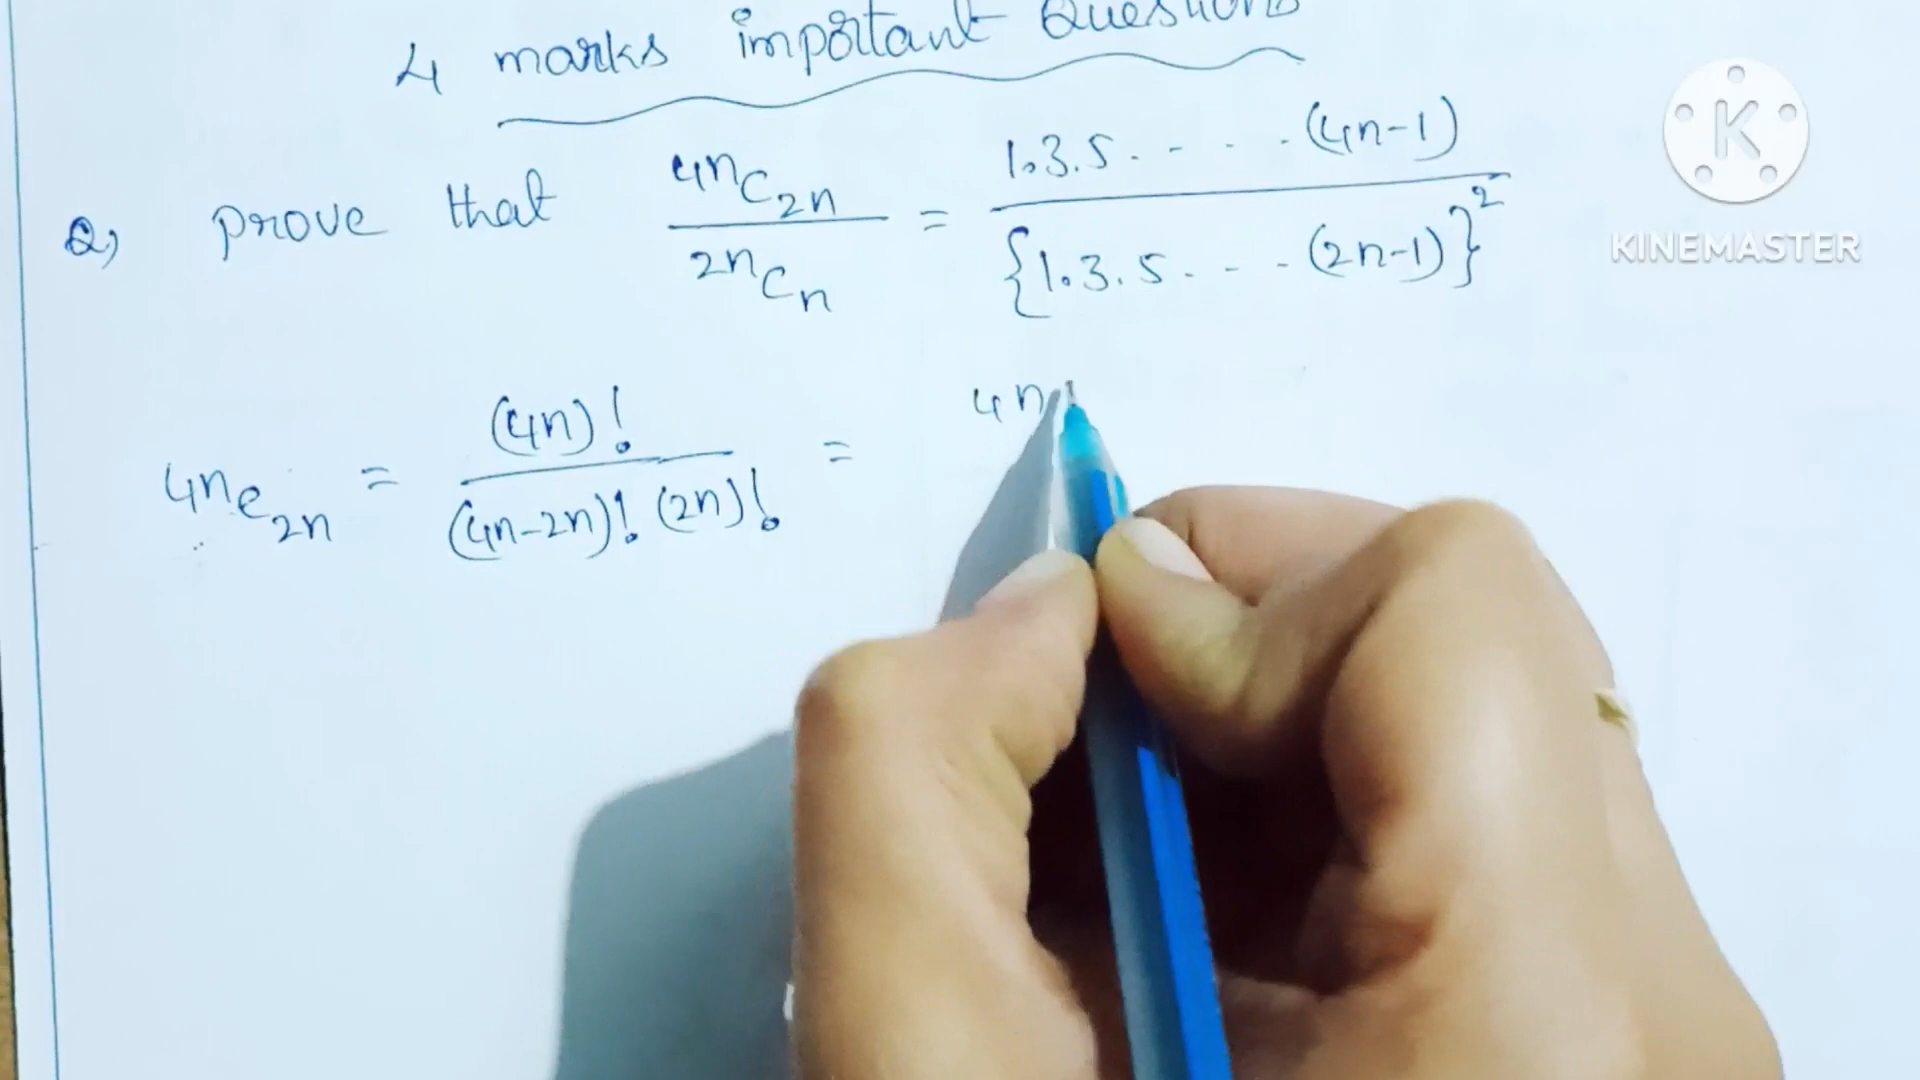 4 marks important Questions
Q) prove that 4nC2n / 2nCn = 1.3.5.----.(4n-1) / {1.3.5.---(2n-1)}²
K
KINEMASTER
4nC2n = (4n)! / (4n-2n)! (2n)! = 4n